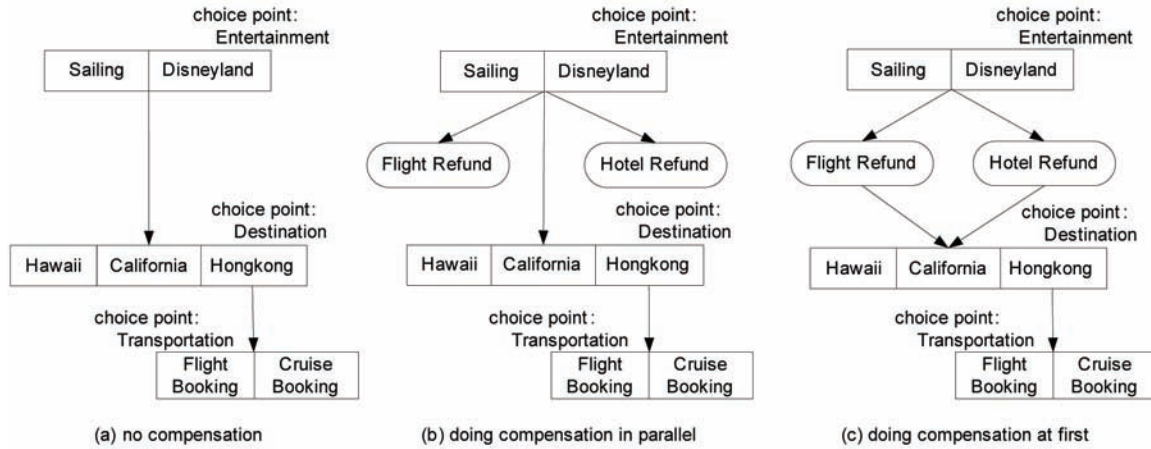 choice point:
Entertainment
Sailing
Disneyland
choice point:
Destination
Hawaii
California
Hongkong
choice point:
Transportation
Flight
Booking
Cruise
Booking
(a) no compensation
choice point:
Entertainment
Sailing
Disneyland
Flight Refund
Hotel Refund
choice point:
Destination
Hawaii
California
Hongkong
choice point:
Transportation
Flight
Booking
Cruise
Booking
(b) doing compensation in parallel
choice point:
Entertainment
Sailing
Disneyland
Flight Refund
Hotel Refund
choice point:
Destination
Hawaii
California
Hongkong
choice point:
Transportation
Flight
Booking
Cruise
Booking
(c) doing compensation at first